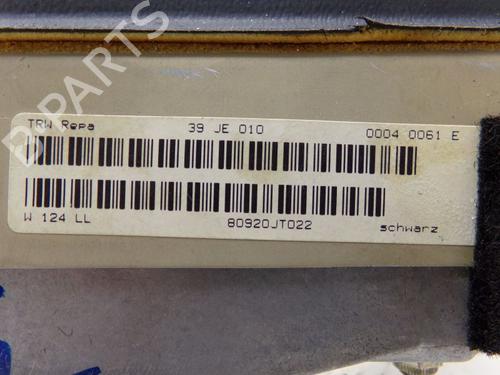 B-PARTS
TRW Repa 39 JE 010 0004 0061 E
W 124 LL 80920JT022 schwarz